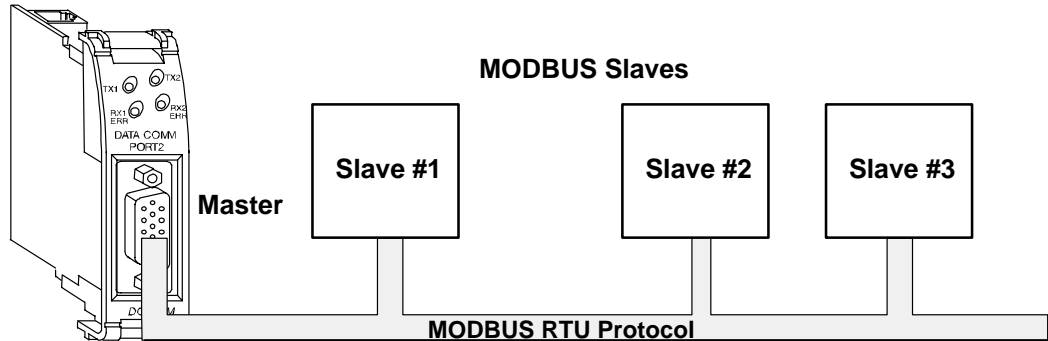 TX1
TX2
RX1
ERR
RX2
ERR
DATA COMM
PORT2
MODBUS Slaves
Slave #1
Slave #2
Slave #3
Master
MODBUS RTU Protocol